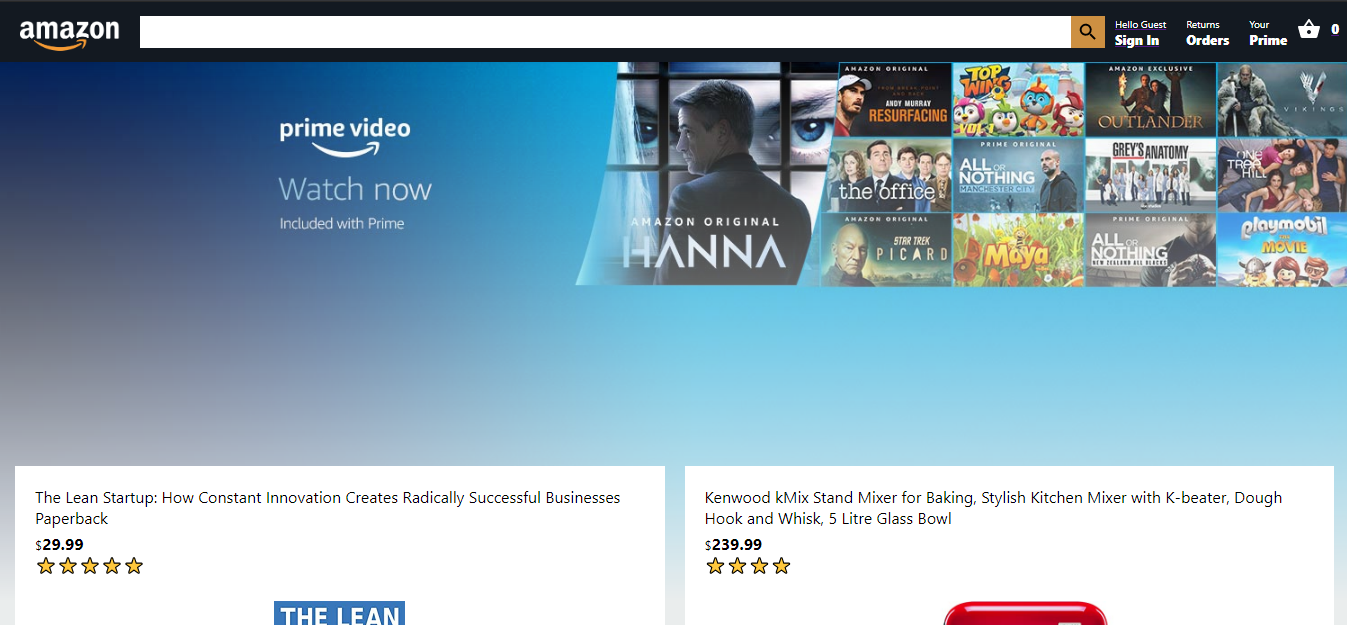 amazon
Hello Guest
Sign In
Returns
Orders
Your
Prime
0
prime video
Watch now
Included with Prime
AMAZON ORIGINAL
HANNA
AMAZON ORIGINAL
FROM BREAK POINT
AND BACK
ANDY MURRAY
RESURFACING
TOP
WING
VOL 1
AMAZON EXCLUSIVE
OUTLANDER
VIKINGS
the office
PRIME ORIGINAL
ALL OR
NOTHING
MANCHESTER CITY
GREY'S ANATOMY
ONE
TREE
HILL
AMAZON ORIGINAL
STAR TREK
PICARD
Maya
PRIME ORIGINAL
ALL OR
NOTHING
NEW ZEALAND ALL BLACKS
playmobil
THE
MOVIE
The Lean Startup: How Constant Innovation Creates Radically Successful Businesses
Paperback
$29.99
THE LEAN
Kenwood kMix Stand Mixer for Baking, Stylish Kitchen Mixer with K-beater, Dough
Hook and Whisk, 5 Litre Glass Bowl
$239.99